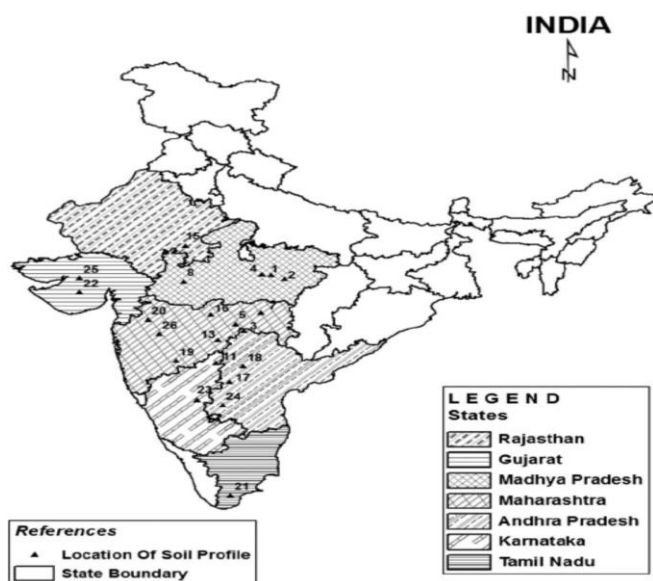 INDIA
N
15
4 1 2
8
25
22
16
6
20
3
26
13
19
11
18
17
23
24
21
LEGEND
States
Rajasthan
Gujarat
Madhya Pradesh
Maharashtra
Andhra Pradesh
Karnataka
Tamil Nadu
References
Location Of Soil Profile
State Boundary